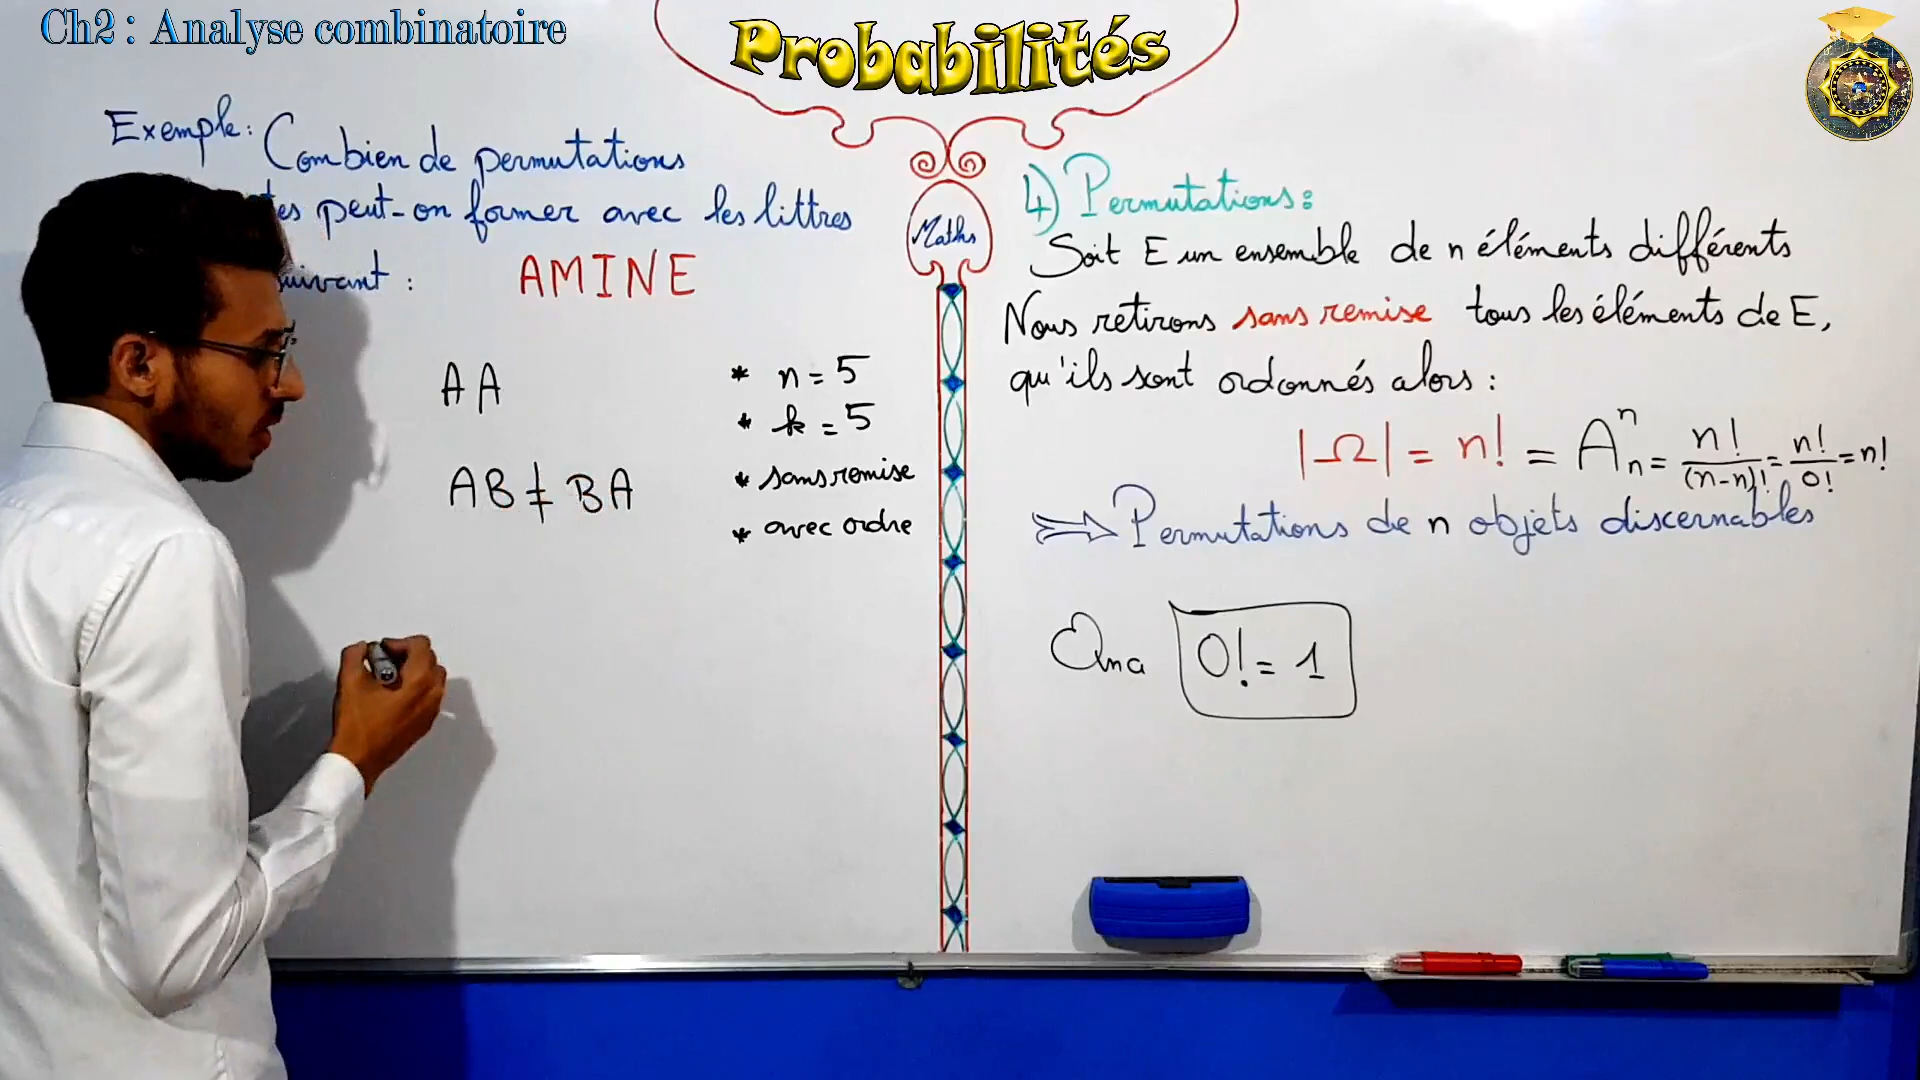 Ch2 : Analyse combinatoire
Probabilités
Exemple: Combien de permutations
tes peut-on former avec les littres
suivant : AMINE
AA
AB ≠ BA
* n = 5
* k = 5
* sans remise
* avec ordre
Maths
4) Permutations :
Soit E un ensemble de n éléments différents
Nous retirons sans remise tous les éléments de E,
qu'ils sont ordonnés alors :
|Ω| = n! = Aₙⁿ = n!/(n-n)! = n!/0! = n!
⇒ Permutations de n objets discernables
On a 0! = 1